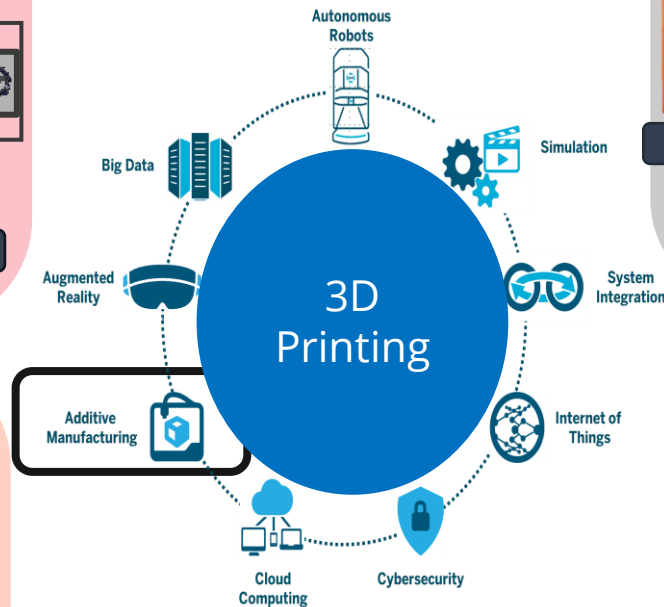 Autonomous
Robots
Simulation
Big Data
System
Integration
Augmented
Reality
3D
Printing
Additive
Manufacturing
Internet of
Things
Cloud
Computing
Cybersecurity